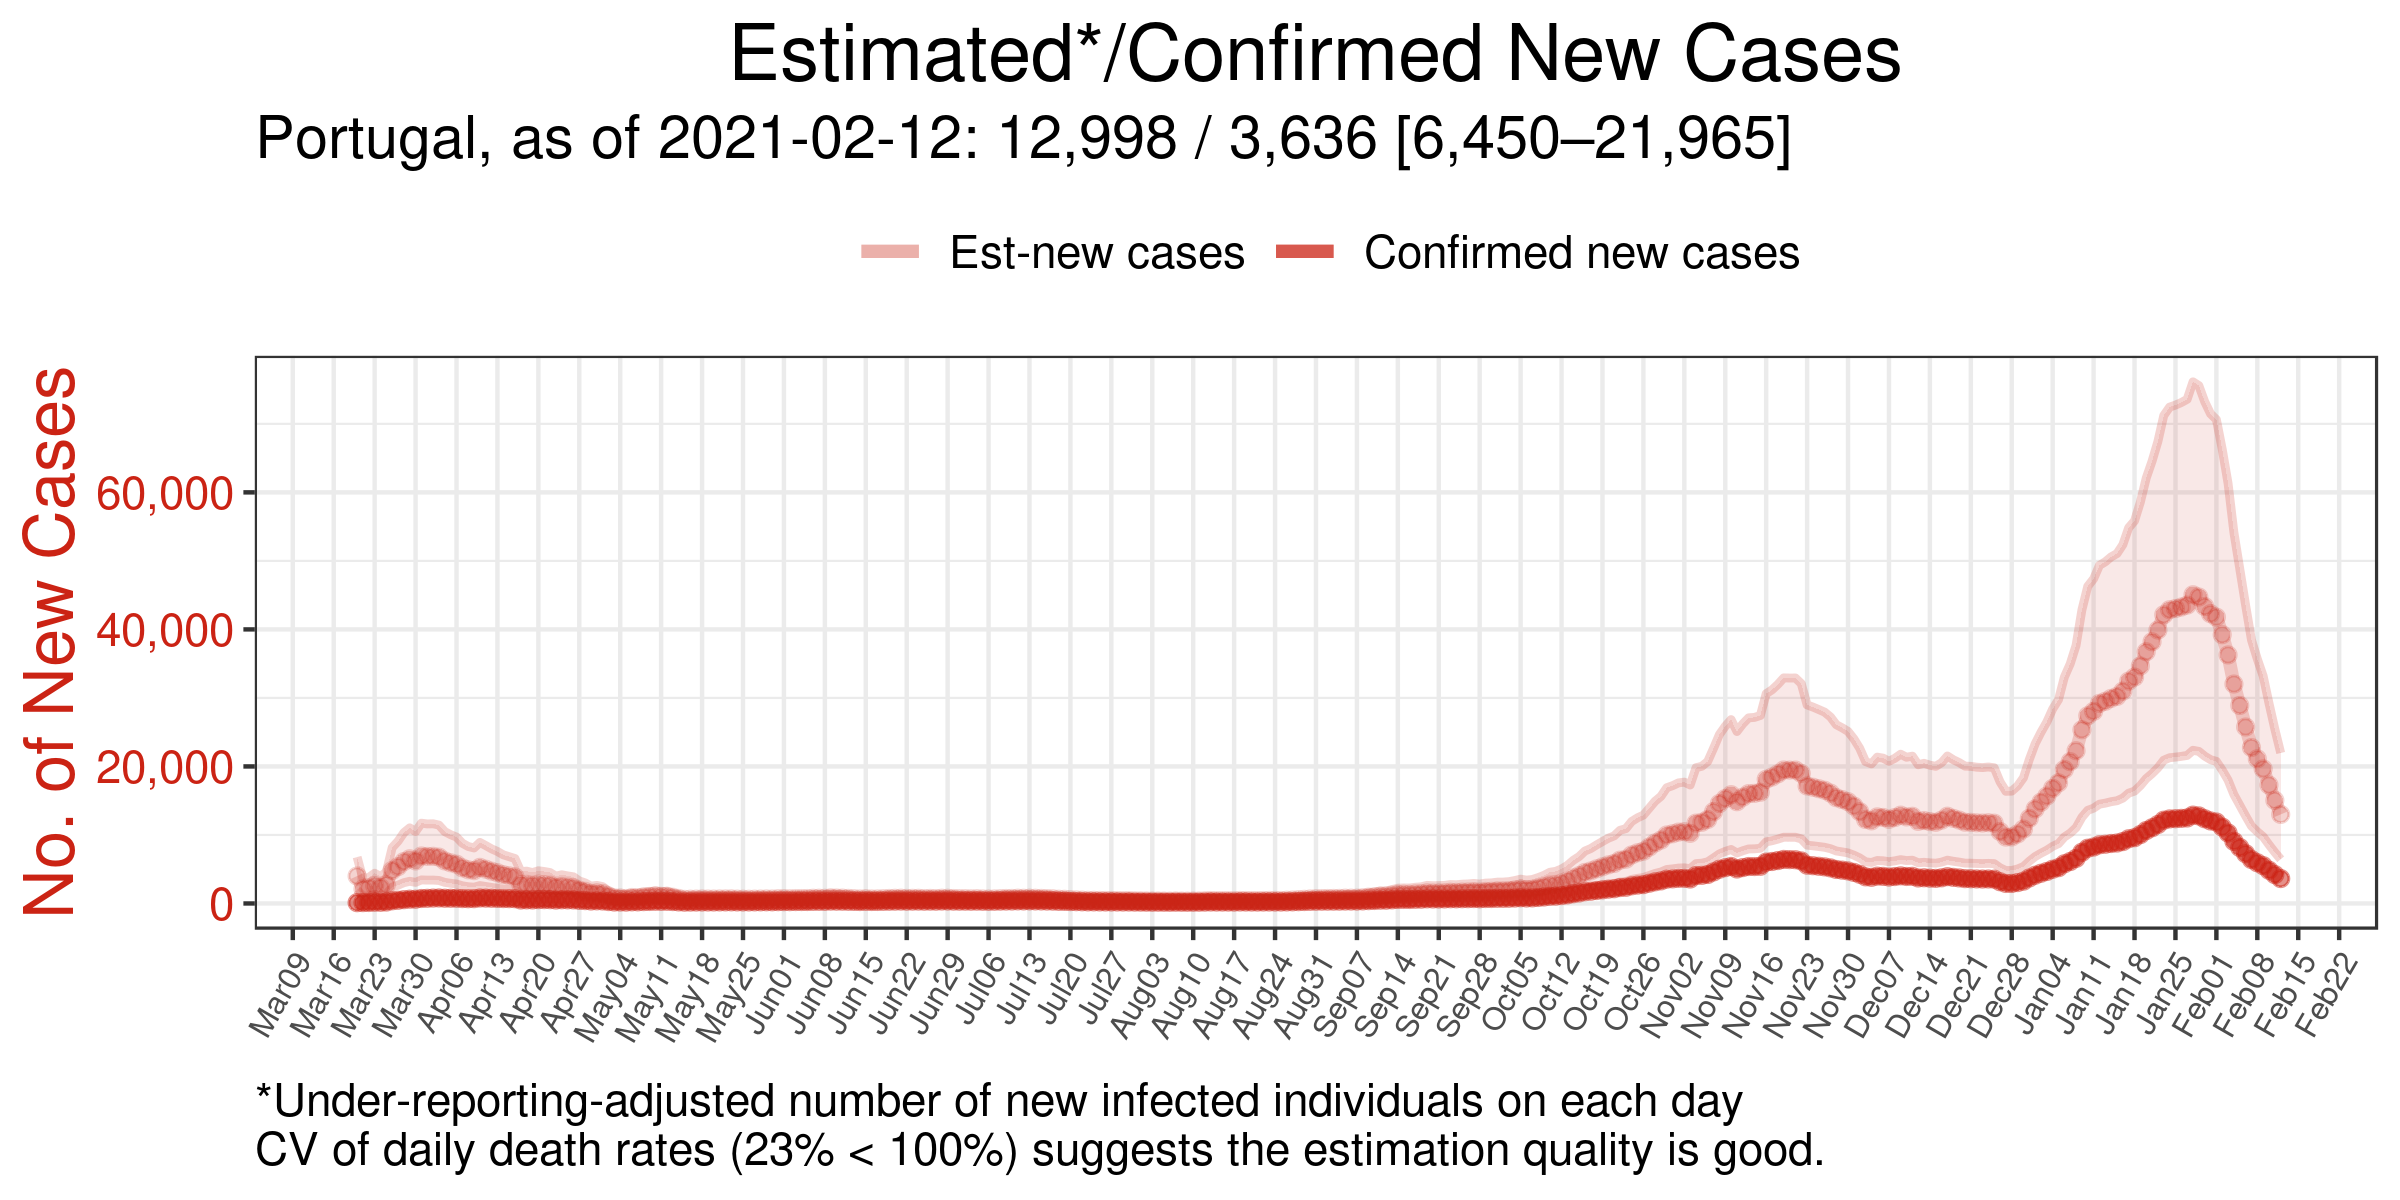 Estimated*/Confirmed New Cases
Portugal, as of 2021-02-12: 12,998 / 3,636 [6,450–21,965]
Est-new cases
Confirmed new cases
No. of New Cases
60,000
40,000
20,000
0
Mar09
Mar16
Mar23
Mar30
Apr06
Apr13
Apr20
Apr27
May04
May11
May18
May25
Jun01
Jun08
Jun15
Jun22
Jun29
Jul06
Jul13
Jul20
Jul27
Aug03
Aug10
Aug17
Aug24
Aug31
Sep07
Sep14
Sep21
Sep28
Oct05
Oct12
Oct19
Oct26
Nov02
Nov09
Nov16
Nov23
Nov30
Dec07
Dec14
Dec21
Dec28
Jan04
Jan11
Jan18
Jan25
Feb01
Feb08
Feb15
Feb22
*Under-reporting-adjusted number of new infected individuals on each day
CV of daily death rates (23% < 100%) suggests the estimation quality is good.